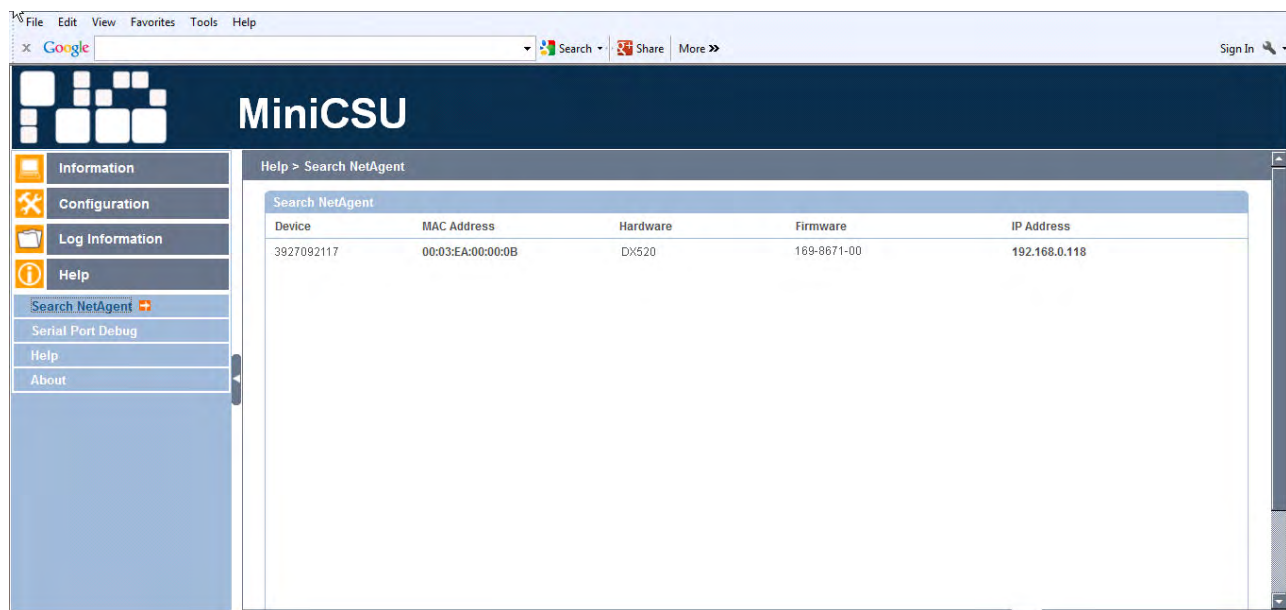 File Edit View Favorites Tools Help
x Google Search Share More » Sign In
MiniCSU
Information
Configuration
Log Information
Help
Search NetAgent
Serial Port Debug
Help
About
Help > Search NetAgent
Search NetAgent
Device MAC Address Hardware Firmware IP Address
3927092117 00:03:EA:00:00:0B DX520 169-8671-00 192.168.0.118